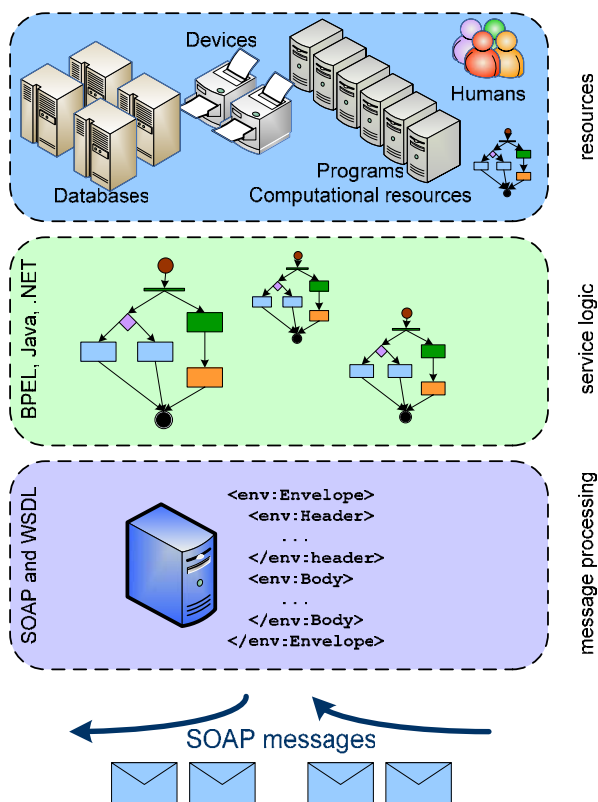 Devices
Humans
Databases
Programs
Computational resources
resources
BPEL, Java, .NET
service logic
SOAP and WSDL
<env:Envelope>
<env:Header>
...
</env:header>
<env:Body>
...
</env:Body>
</env:Envelope>
message processing
SOAP messages